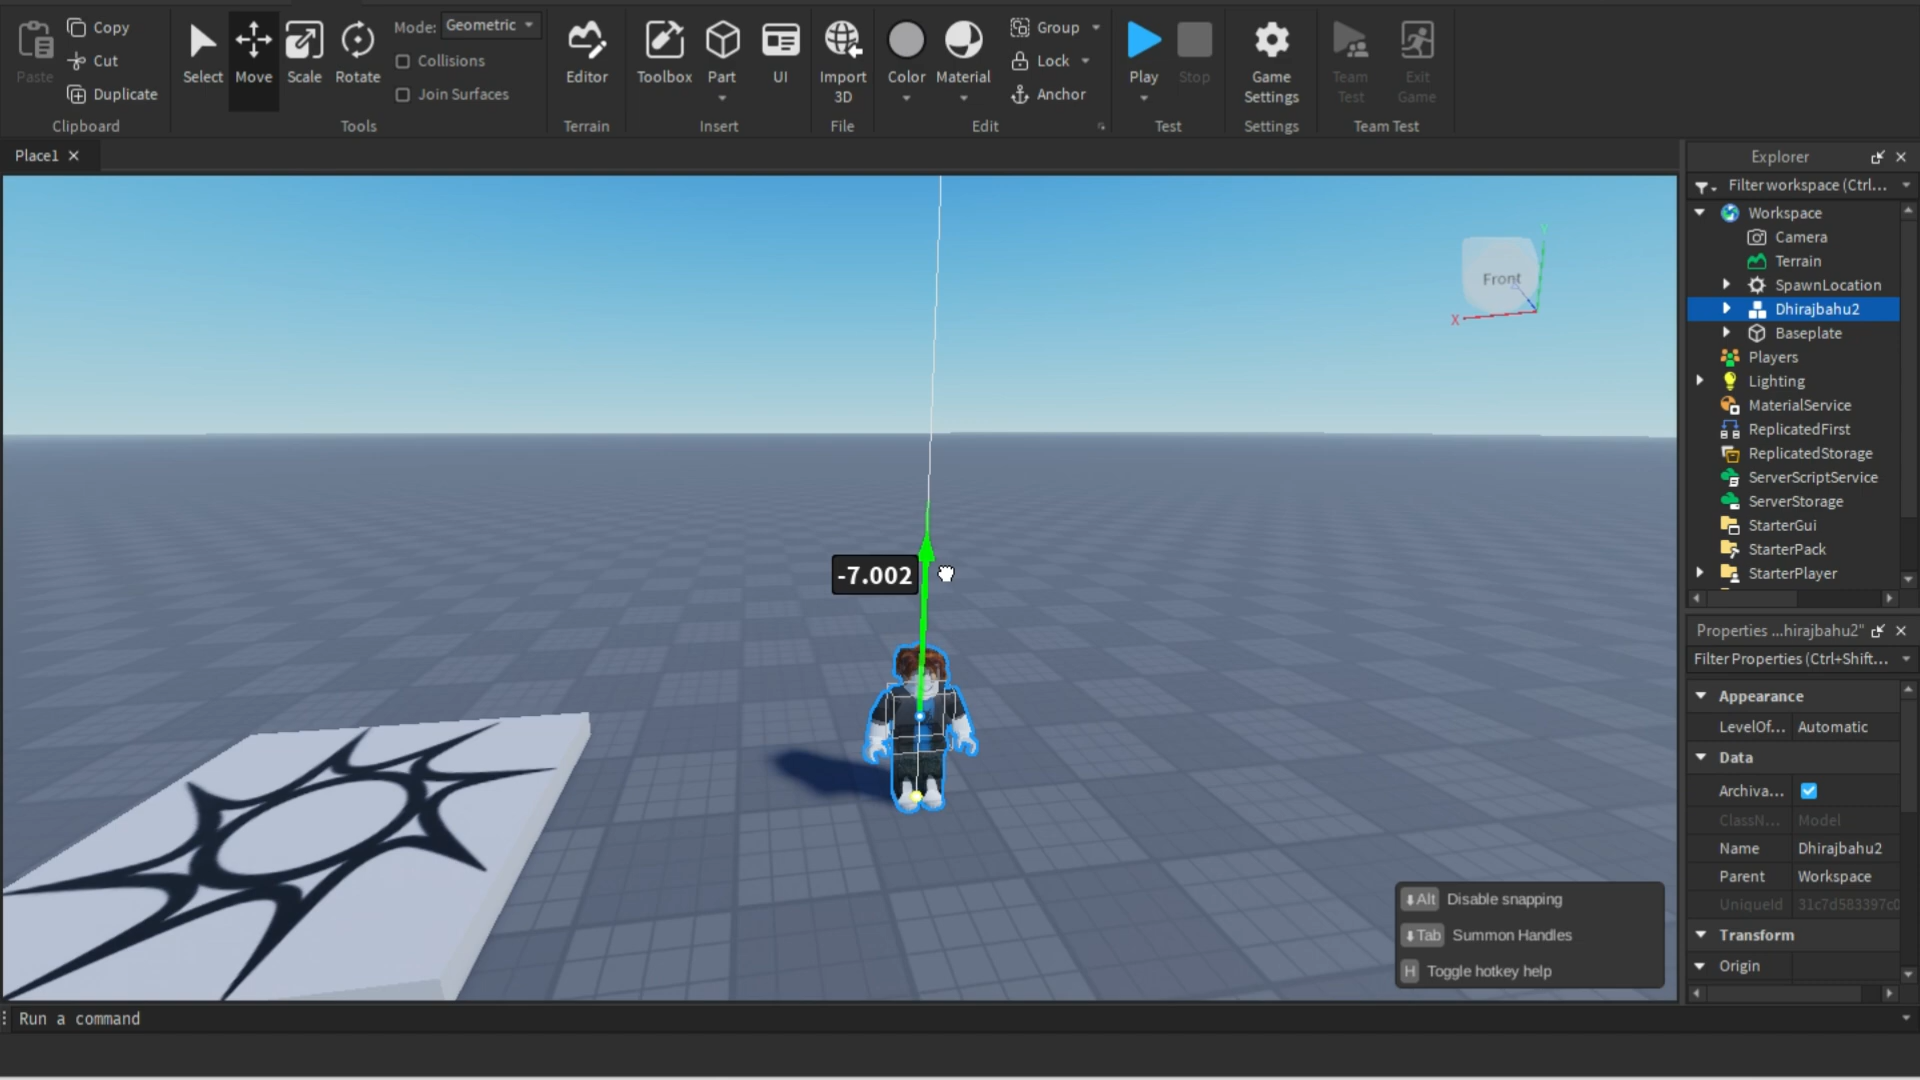 Paste
Copy
Cut
Duplicate
Clipboard
Select
Move
Scale
Rotate
Mode: Geometric
Collisions
Join Surfaces
Tools
Editor
Terrain
Toolbox
Part
UI
Insert
Import
3D
File
Color
Material
Group
Lock
Anchor
Edit
Play
Stop
Test
Game
Settings
Settings
Team
Test
Exit
Game
Team Test
Place1
Explorer
Filter workspace (Ctrl...
Workspace
Camera
Terrain
SpawnLocation
Dhirajbahu2
Baseplate
Players
Lighting
MaterialService
ReplicatedFirst
ReplicatedStorage
ServerScriptService
ServerStorage
StarterGui
StarterPack
StarterPlayer
Y
Front
X
-7.002
Alt Disable snapping
Tab Summon Handles
H Toggle hotkey help
Properties ...hirajbahu2"
Filter Properties (Ctrl+Shift...
Appearance
LevelOf... Automatic
Data
Archiva...
ClassN... Model
Name Dhirajbahu2
Parent Workspace
UniqueId 31c7d583397c0
Transform
Origin
Run a command